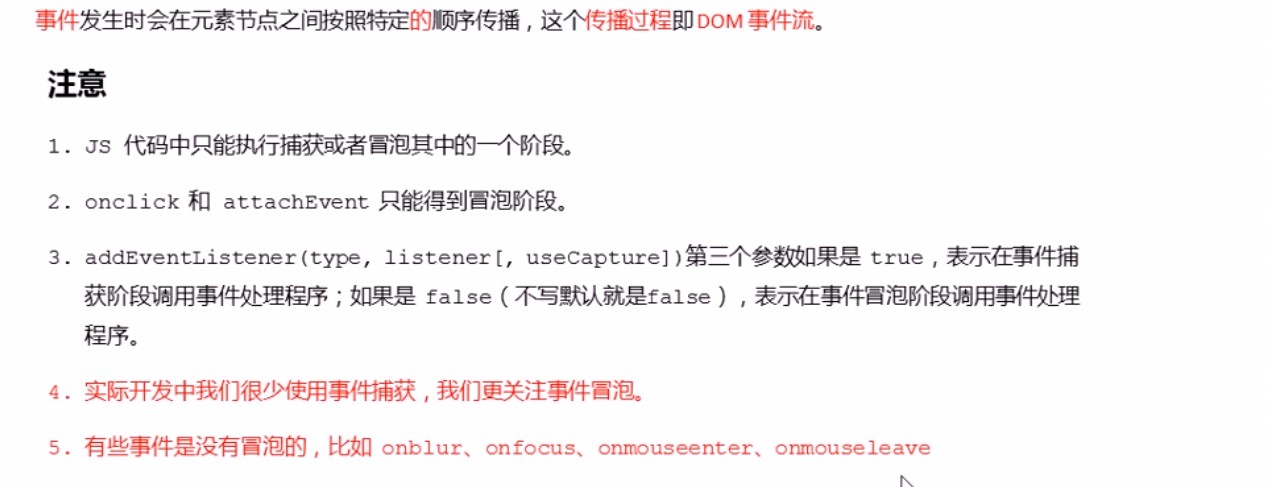 事件发生时会在元素节点之间按照特定的顺序传播，这个传播过程即DOM 事件流。
注意
1. JS 代码中只能执行捕获或者冒泡其中的一个阶段。
2. onclick 和 attachEvent 只能得到冒泡阶段。
3. addEventListener(type, listener[, useCapture])第三个参数如果是 true，表示在事件捕
获阶段调用事件处理程序；如果是 false（不写默认就是false），表示在事件冒泡阶段调用事件处理
程序。
4. 实际开发中我们很少使用事件捕获，我们更关注事件冒泡。
5. 有些事件是没有冒泡的，比如 onblur、onfocus、onmouseenter、onmouseleave